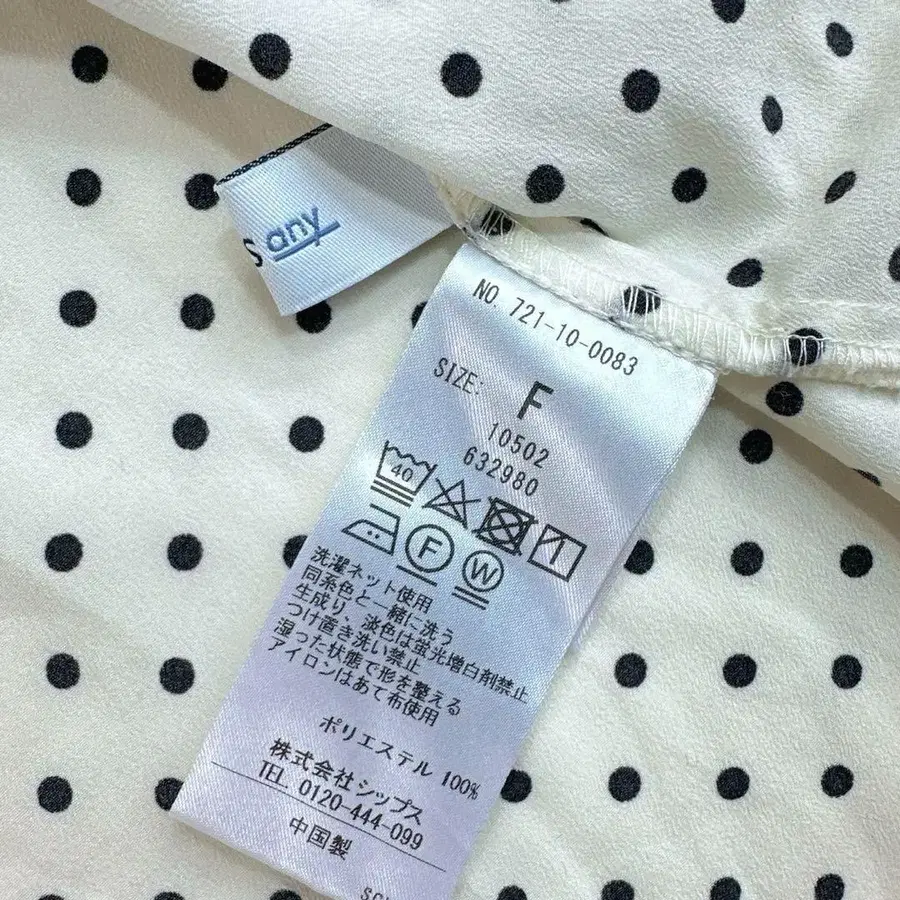 S any
NO. 721-10-0083
SIZE: F
10502
632980
40
F W
洗濯ネット使用
同系色と一緒に洗う
生成り、淡色は蛍光増白剤禁止
つけ置き洗い禁止
湿った状態で形を整える
アイロンはあて布使用
ポリエステル 100%
株式会社シップス
TEL. 0120-444-099
中国製